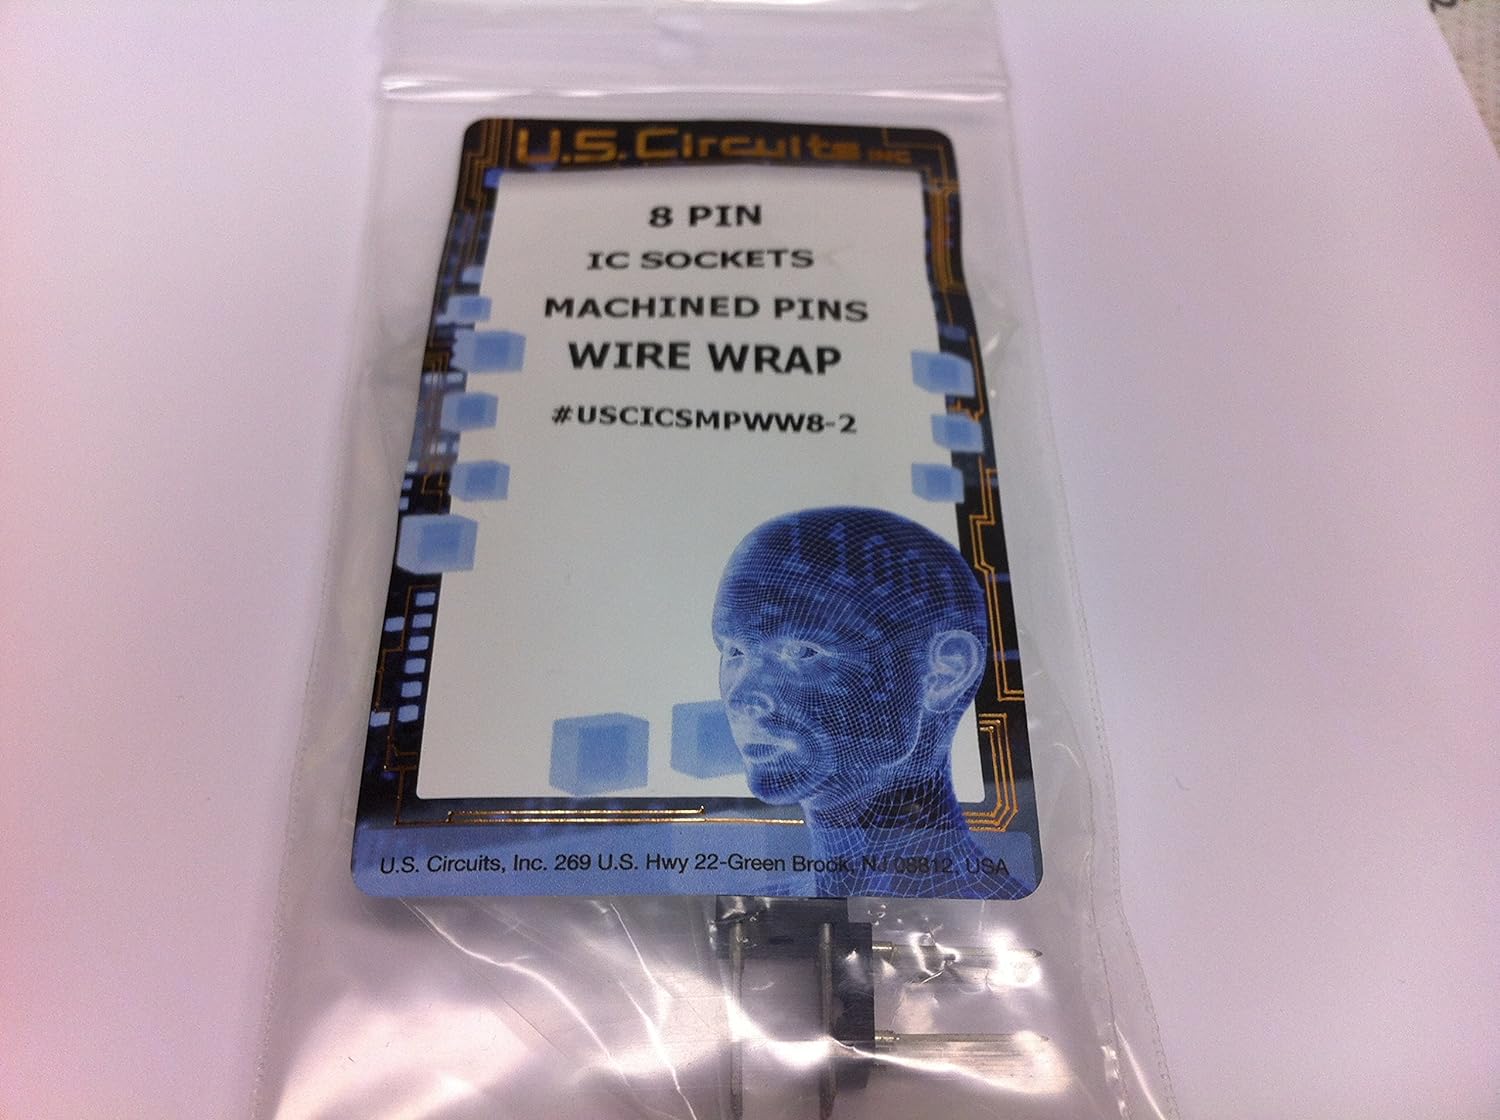 U.S. Circuits INC
8 PIN
IC SOCKETS
MACHINED PINS
WIRE WRAP
#USCICSMPWW8-2
U.S. Circuits, Inc. 269 U.S. Hwy 22-Green Brook, NJ 08812, USA